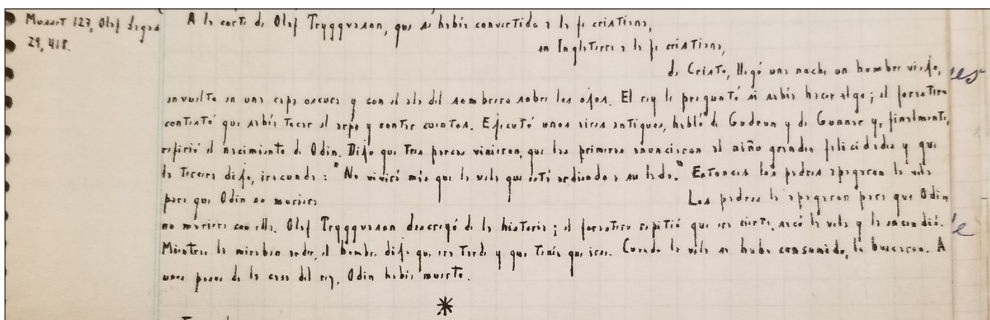 Mosset 127, Olaf Sagas
29, 418.
A la corte de Olaf Tryggvason, que se había convertido a la fe cristiana,
en Inglaterra a la fe cristiana,
de Cristo, llegó una noche un hombre viejo,
envuelto en una capa oscura y con el ala del sombrero sobre los ojos. El rey le preguntó si sabía hacer algo; el forastero
contestó que sabía tocar el arpa y contar cuentos. Ejecutó unos aires antiguos, habló de Gudrun y de Gunnar y, finalmente,
refirió el nacimiento de Odin. Dijo que tres parcas vinieron, que las primeras anunciaron al niño grandes felicidades y que
la tercera dijo, iracunda: "No vivirá más que la vela que está ardiendo a su lado." Entonces los padres apagaron la vela
para que Odin no muriera Los padres la apagaron para que Odin
no muriera con ella. Olaf Tryggvason descreyó de la historia; el forastero repitió que era cierta, sacó la vela y la encendió.
Mientras la miraban arder, el hombre dijo que era tarde y que tenía que irse. Cuando la vela se hubo consumido, lo buscaron. A
unos pasos de la casa del rey, Odin había muerto.